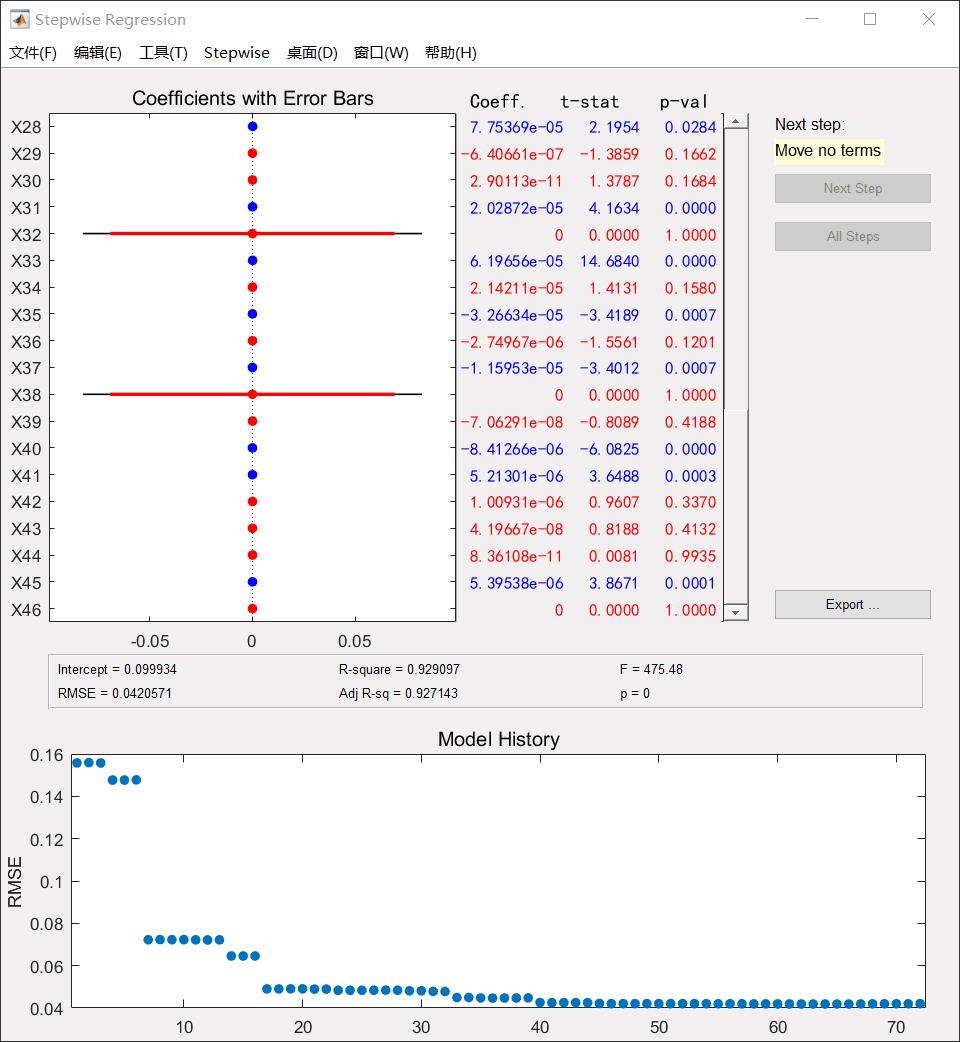 Stepwise Regression
文件(F) 编辑(E) 工具(T) Stepwise 桌面(D) 窗口(W) 帮助(H)
Coefficients with Error Bars Coeff. t-stat p-val
X28 7.75369e-05 2.1954 0.0284
X29 -6.40661e-07 -1.3859 0.1662
X30 2.90113e-11 1.3787 0.1684
X31 2.02872e-05 4.1634 0.0000
X32 0 0.0000 1.0000
X33 6.19656e-05 14.6840 0.0000
X34 2.14211e-05 1.4131 0.1580
X35 -3.26634e-05 -3.4189 0.0007
X36 -2.74967e-06 -1.5561 0.1201
X37 -1.15953e-05 -3.4012 0.0007
X38 0 0.0000 1.0000
X39 -7.06291e-08 -0.8089 0.4188
X40 -8.41266e-06 -6.0825 0.0000
X41 5.21301e-06 3.6488 0.0003
X42 1.00931e-06 0.9607 0.3370
X43 4.19667e-08 0.8188 0.4132
X44 8.36108e-11 0.0081 0.9935
X45 5.39538e-06 3.8671 0.0001
X46 0 0.0000 1.0000
-0.05 0 0.05
Next step:
Move no terms
Next Step
All Steps
Export ...
Intercept = 0.099934 R-square = 0.929097 F = 475.48
RMSE = 0.0420571 Adj R-sq = 0.927143 p = 0
Model History
RMSE
0.16
0.14
0.12
0.1
0.08
0.06
0.04
10 20 30 40 50 60 70